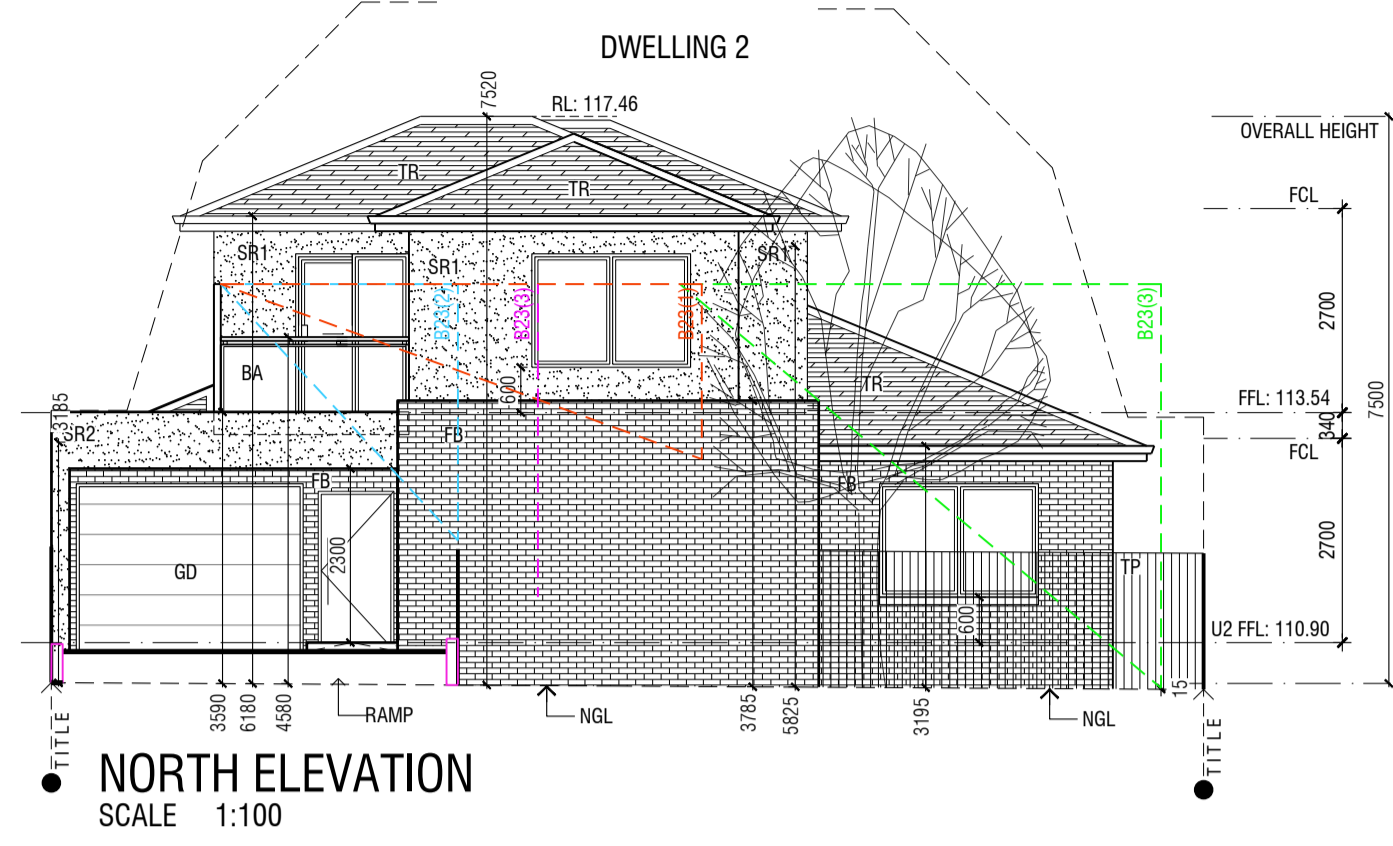 DWELLING 2
7520
RL: 117.46
OVERALL HEIGHT
TR
TR
FCL
SR1
SR1
SR1
B23(2)
B23(3)
B23(1)
B23(3)
2700
BA
600
TR
FFL: 113.54
7500
3185
SR2
FB
340
FCL
FB
FB
2300
GD
2700
TP
600
U2 FFL: 110.90
15
3590
6180
4580
RAMP
NGL
3785
5825
3195
NGL
TITLE
TITLE
NORTH ELEVATION
SCALE 1:100